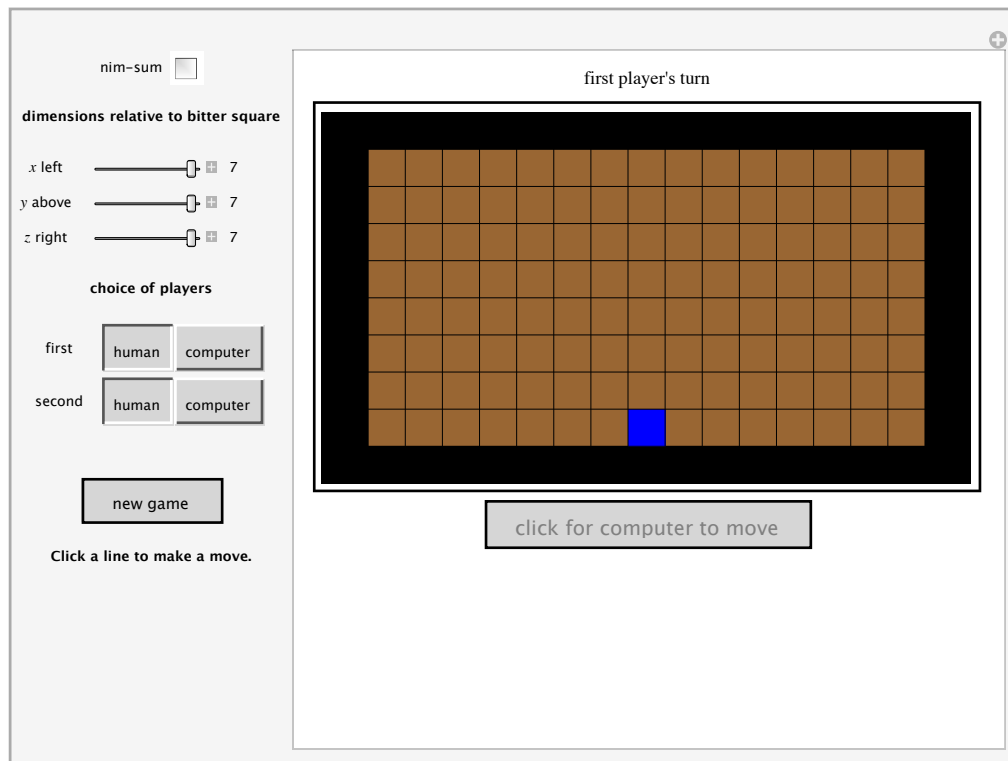 nim-sum
dimensions relative to bitter square
x left 7
y above 7
z right 7
choice of players
first human computer
second human computer
new game
Click a line to make a move.
first player's turn
click for computer to move